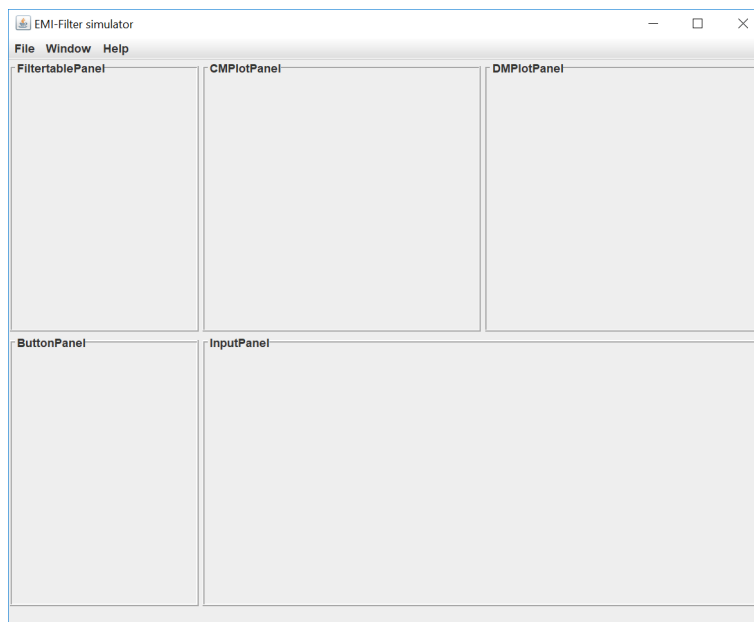 EMI-Filter simulator
File Window Help
FiltertablePanel CMPlotPanel DMPlotPanel
ButtonPanel InputPanel